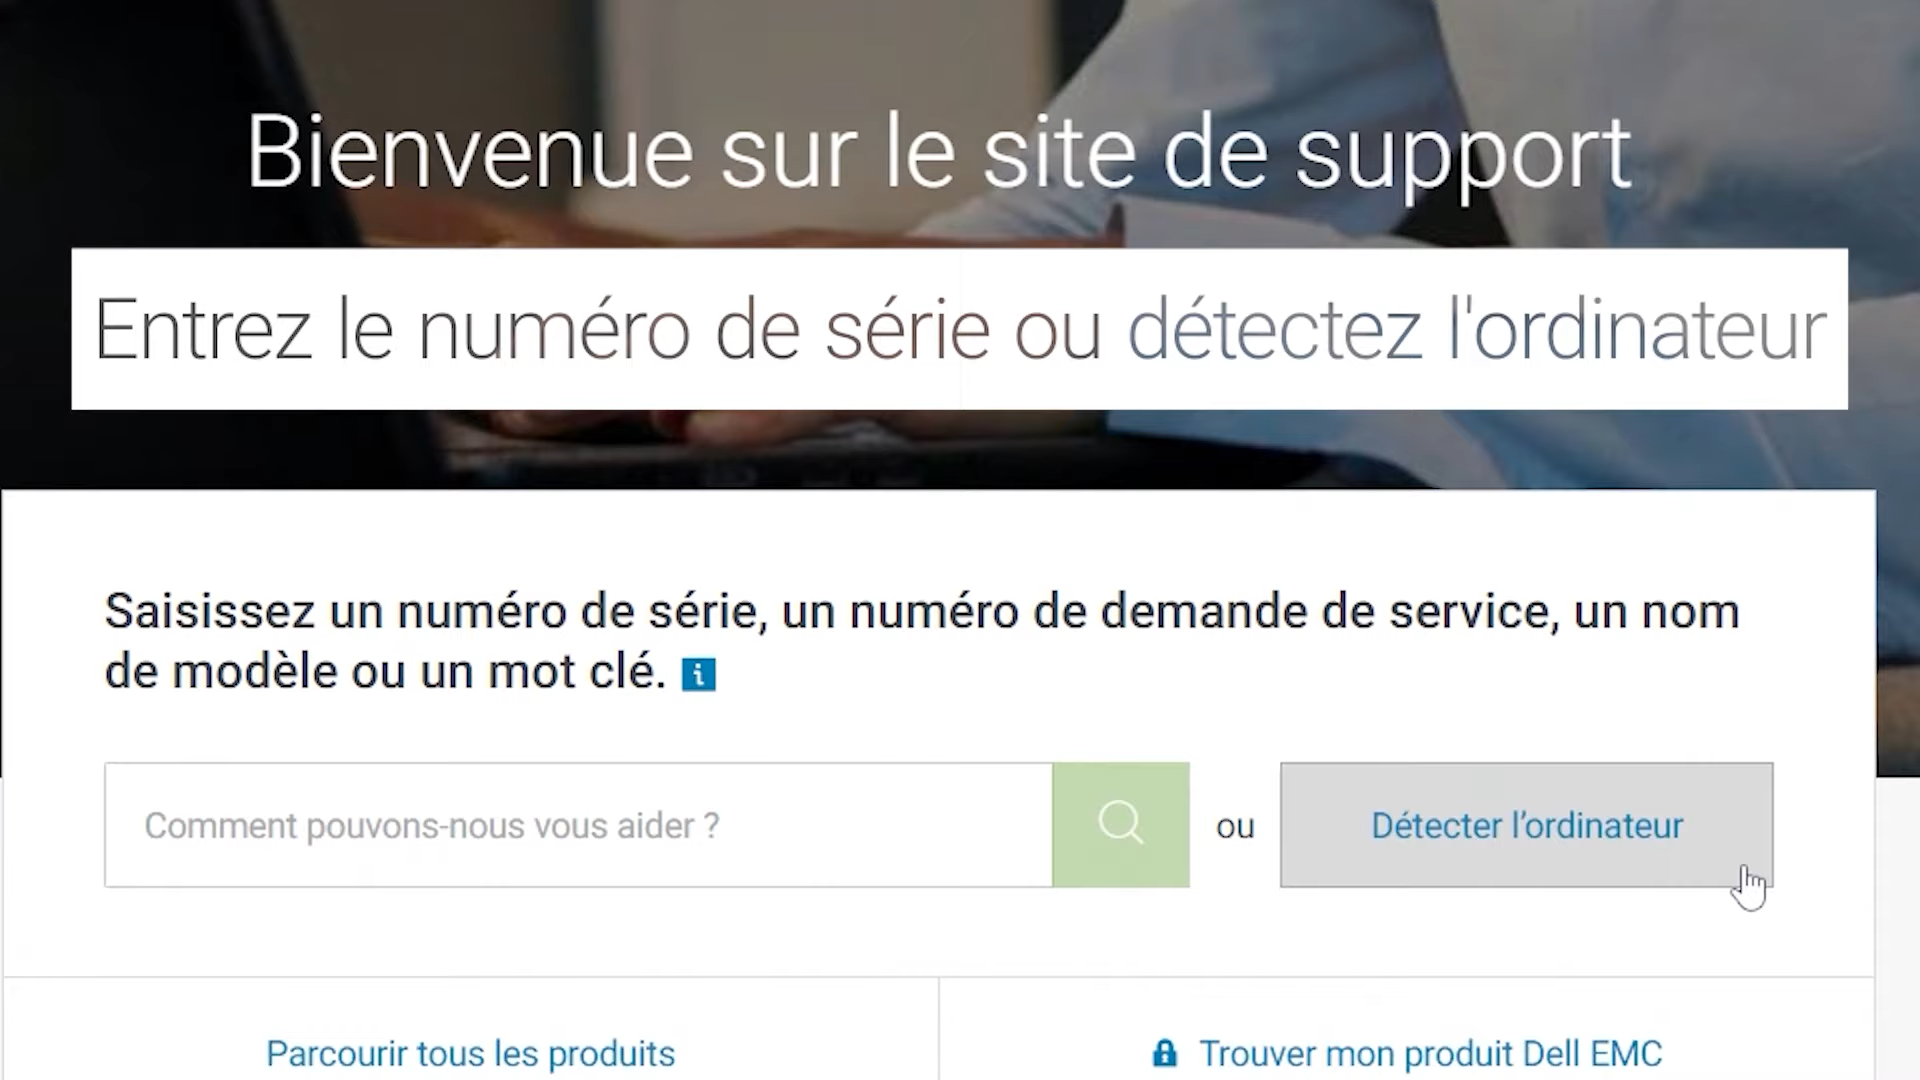 Bienvenue sur le site de support
Entrez le numéro de série ou détectez l'ordinateur
Saisissez un numéro de série, un numéro de demande de service, un nom
de modèle ou un mot clé. i
Comment pouvons-nous vous aider ?
ou
Détecter l’ordinateur
Parcourir tous les produits
Trouver mon produit Dell EMC